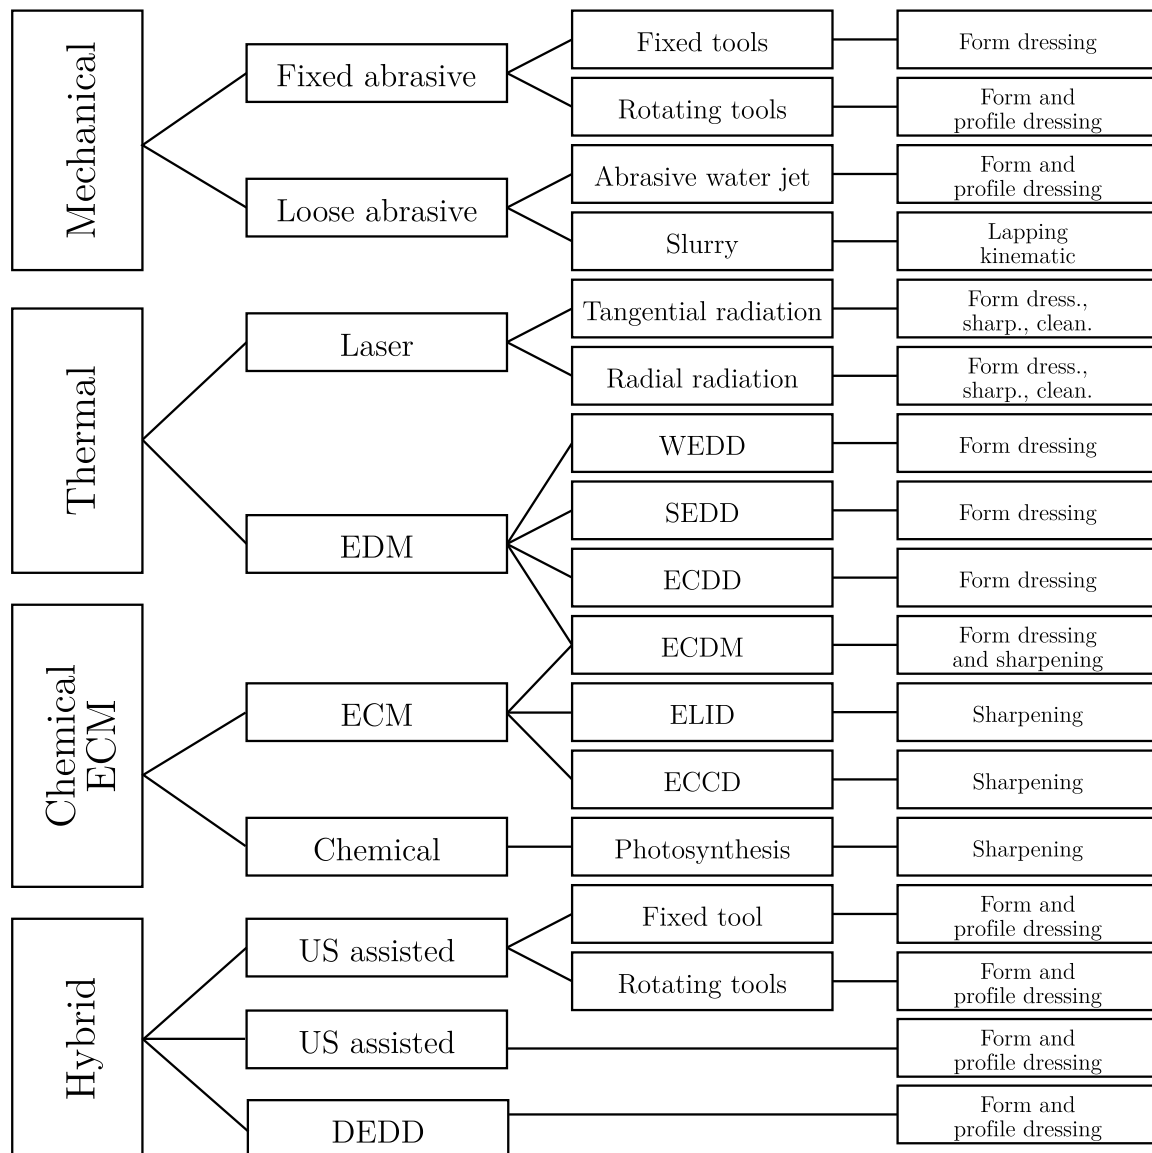 Mechanical
Fixed abrasive
Fixed tools
Form dressing
Rotating tools
Form and
profile dressing
Loose abrasive
Abrasive water jet
Form and
profile dressing
Slurry
Lapping
kinematic
Thermal
Laser
Tangential radiation
Form dress.,
sharp., clean.
Radial radiation
Form dress.,
sharp., clean.
EDM
WEDD
Form dressing
SEDD
Form dressing
ECDD
Form dressing
ECDM
Form dressing
and sharpening
Chemical
ECM
ECM
ELID
Sharpening
ECCD
Sharpening
Chemical
Photosynthesis
Sharpening
Hybrid
US assisted
Fixed tool
Form and
profile dressing
Rotating tools
Form and
profile dressing
US assisted
Form and
profile dressing
DEDD
Form and
profile dressing